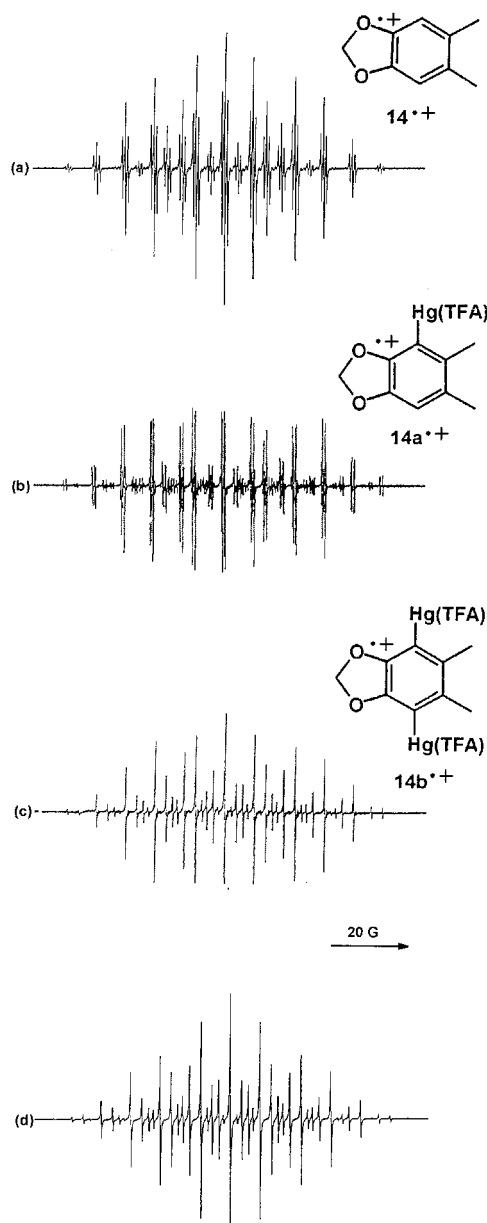 O •+
O
14•+
(a)
Hg(TFA)
O •+
O
14a•+
(b)
Hg(TFA)
O •+
O
Hg(TFA)
14b•+
(c)
20 G
(d)